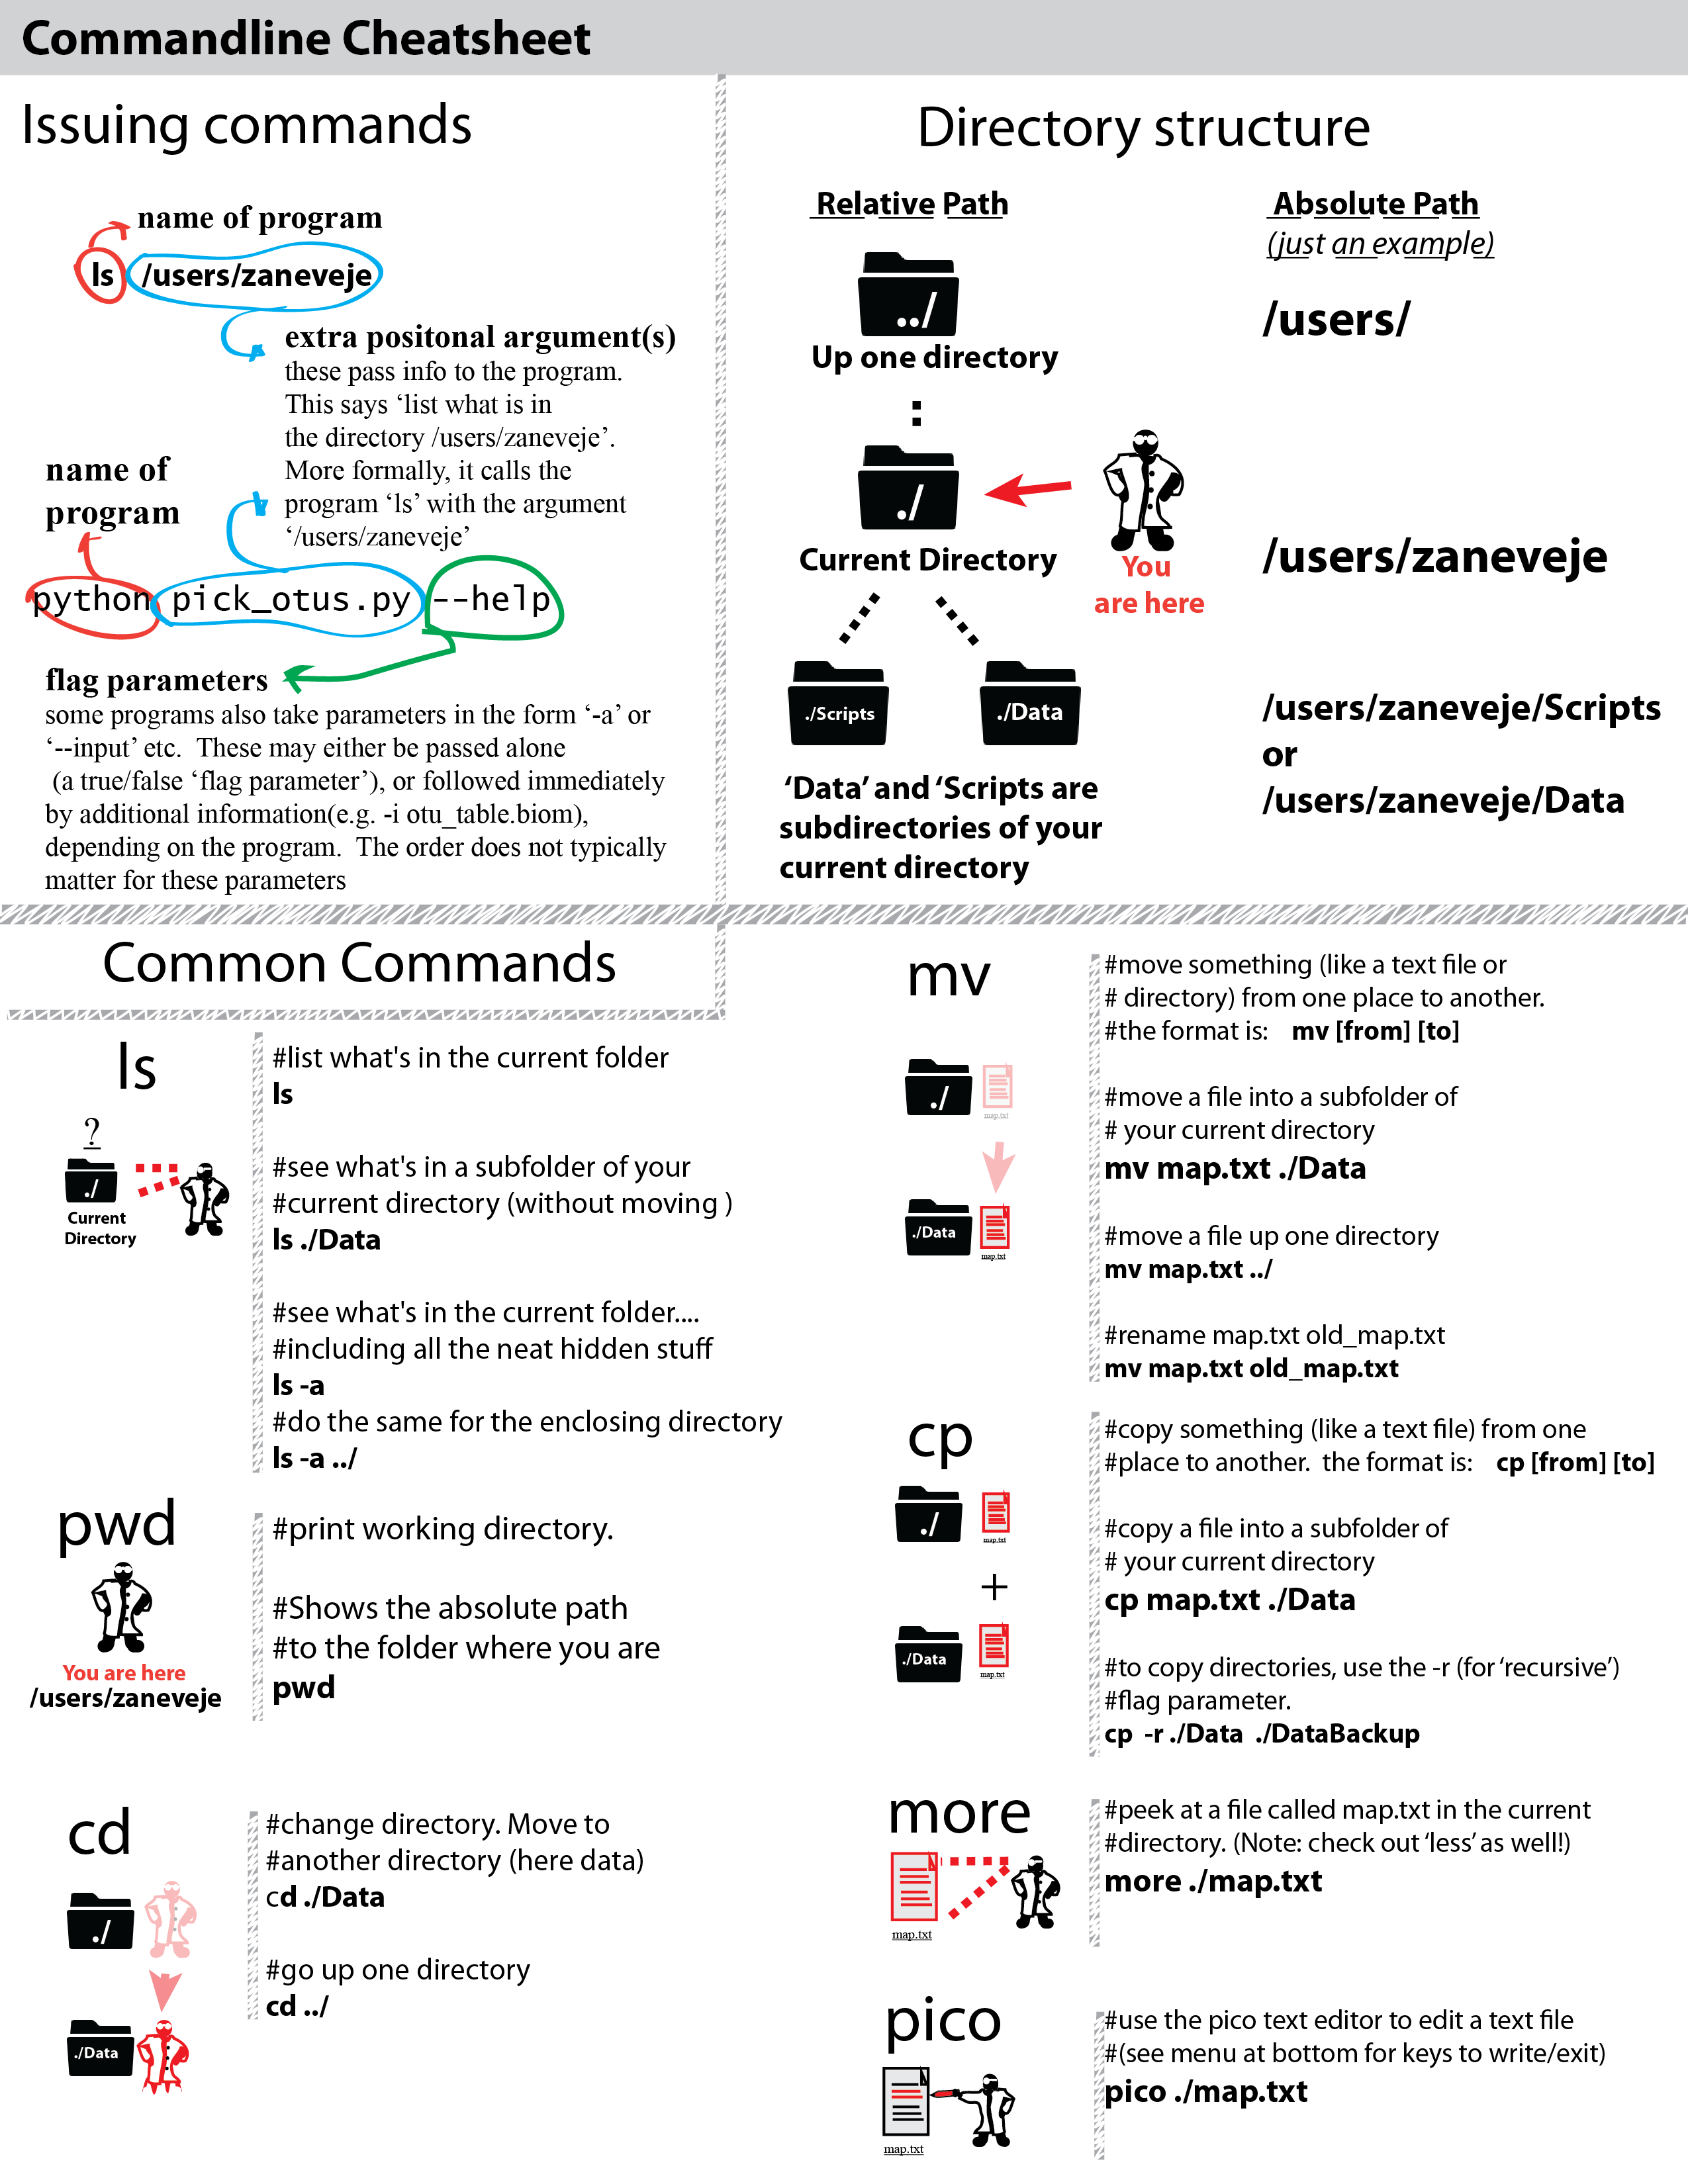 Commandline Cheatsheet
Issuing commands
name of program
ls /users/zaneveje
extra positonal argument(s)
these pass info to the program.
This says ‘list what is in
the directory /users/zaneveje’.
More formally, it calls the
program ‘ls’ with the argument
‘/users/zaneveje’
name of
program
python pick_otus.py --help
flag parameters
some programs also take parameters in the form ‘-a’ or
‘--input’ etc.  These may either be passed alone
(a true/false ‘flag parameter’), or followed immediately
by additional information(e.g. -i otu_table.biom),
depending on the program.  The order does not typically
matter for these parameters
Directory structure
Relative Path
Absolute Path
(just an example)
../
/users/
Up one directory
./
Current Directory
You
are here
/users/zaneveje
./Scripts
./Data
/users/zaneveje/Scripts
or
/users/zaneveje/Data
‘Data’ and ‘Scripts are
subdirectories of your
current directory
Common Commands
ls
?
./
Current
Directory
#list what's in the current folder
ls
#see what's in a subfolder of your
#current directory (without moving )
ls ./Data
#see what's in the current folder....
#including all the neat hidden stuff
ls -a
#do the same for the enclosing directory
ls -a ../
pwd
You are here
/users/zaneveje
#print working directory.
#Shows the absolute path
#to the folder where you are
pwd
cd
./
./Data
#change directory. Move to
#another directory (here data)
cd ./Data
#go up one directory
cd ../
mv
./
map.txt
./Data
map.txt
#move something (like a text file or
# directory) from one place to another.
#the format is:    mv [from] [to]
#move a file into a subfolder of
# your current directory
mv map.txt ./Data
#move a file up one directory
mv map.txt ../
#rename map.txt old_map.txt
mv map.txt old_map.txt
cp
./
map.txt
+
./Data
map.txt
#copy something (like a text file) from one
#place to another.  the format is:    cp [from] [to]
#copy a file into a subfolder of
# your current directory
cp map.txt ./Data
#to copy directories, use the -r (for ‘recursive’)
#flag parameter.
cp  -r ./Data  ./DataBackup
more
map.txt
#peek at a file called map.txt in the current
#directory. (Note: check out ‘less’ as well!)
more ./map.txt
pico
map.txt
#use the pico text editor to edit a text file
#(see menu at bottom for keys to write/exit)
pico ./map.txt